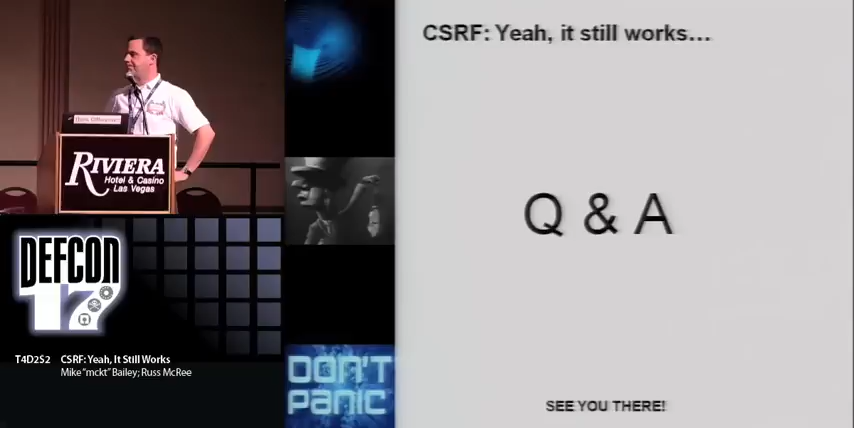 RIVIERA
Hotel & Casino
Las Vegas
DEFCON
17
T4D2S2 CSRF: Yeah, It Still Works
Mike "mckt" Bailey; Russ McRee
DON'T
PANIC
CSRF: Yeah, it still works...
Q & A
SEE YOU THERE!